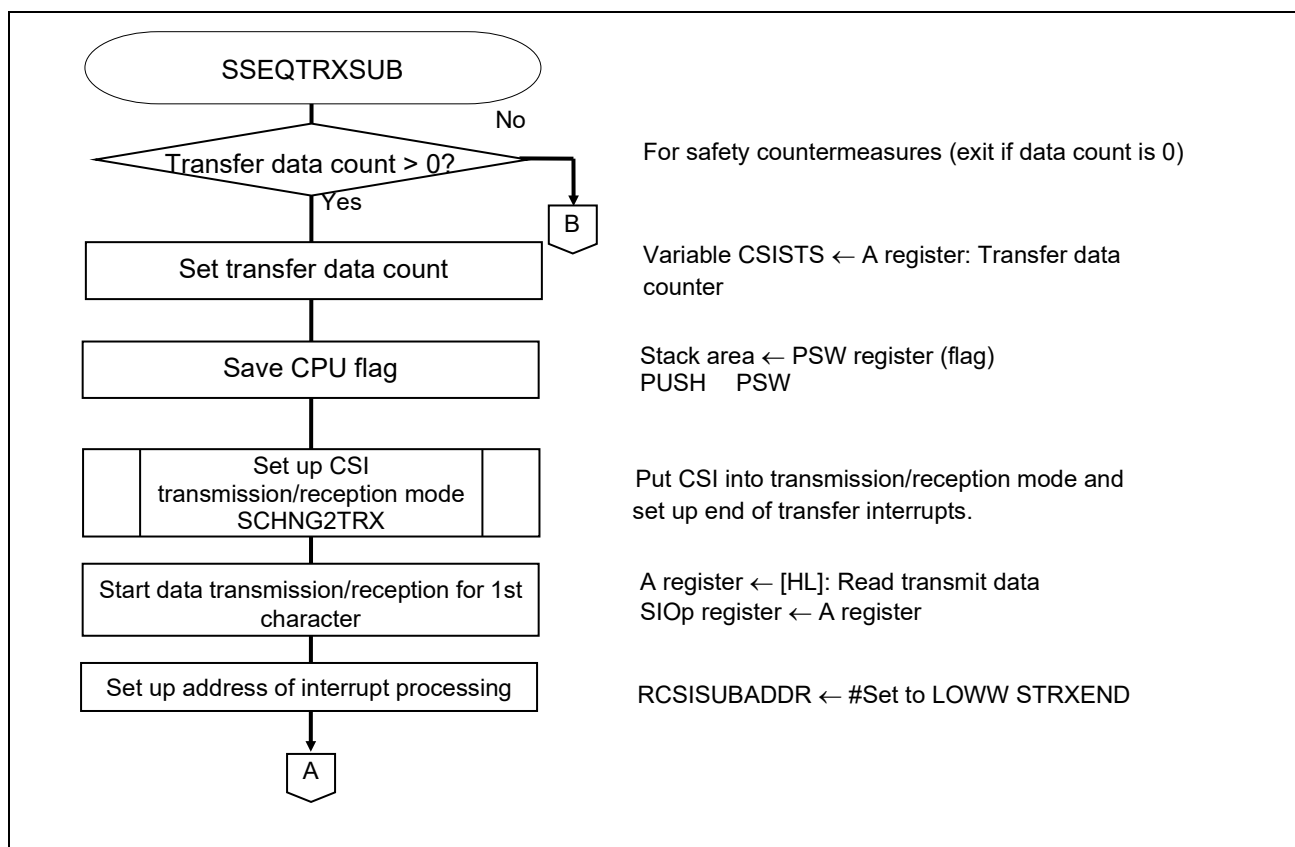 SSEQTRXSUB
No
Transfer data count > 0?
For safety countermeasures (exit if data count is 0)
Yes
B
Set transfer data count
Variable CSISTS ← A register: Transfer data
counter
Save CPU flag
Stack area ← PSW register (flag)
PUSH PSW
Set up CSI
transmission/reception mode
SCHNG2TRX
Put CSI into transmission/reception mode and
set up end of transfer interrupts.
Start data transmission/reception for 1st
character
A register ← [HL]: Read transmit data
SIOp register ← A register
Set up address of interrupt processing
RCSISUBADDR ← #Set to LOWW STRXEND
A